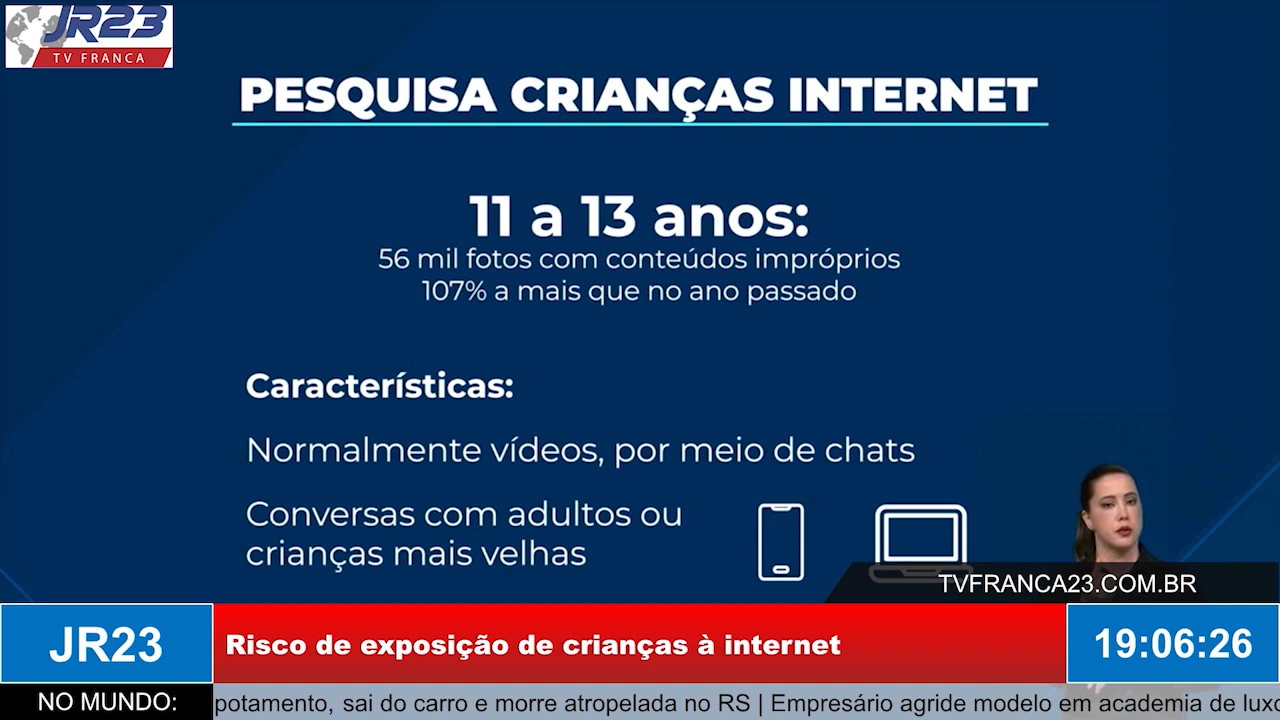 JR23
TV FRANCA
PESQUISA CRIANÇAS INTERNET
11 a 13 anos:
56 mil fotos com conteúdos impróprios
107% a mais que no ano passado
Características:
Normalmente vídeos, por meio de chats
Conversas com adultos ou
crianças mais velhas
TVFRANCA23.COM.BR
JR23
Risco de exposição de crianças à internet
19:06:26
NO MUNDO:
potamento, sai do carro e morre atropelada no RS | Empresário agride modelo em academia de luxo